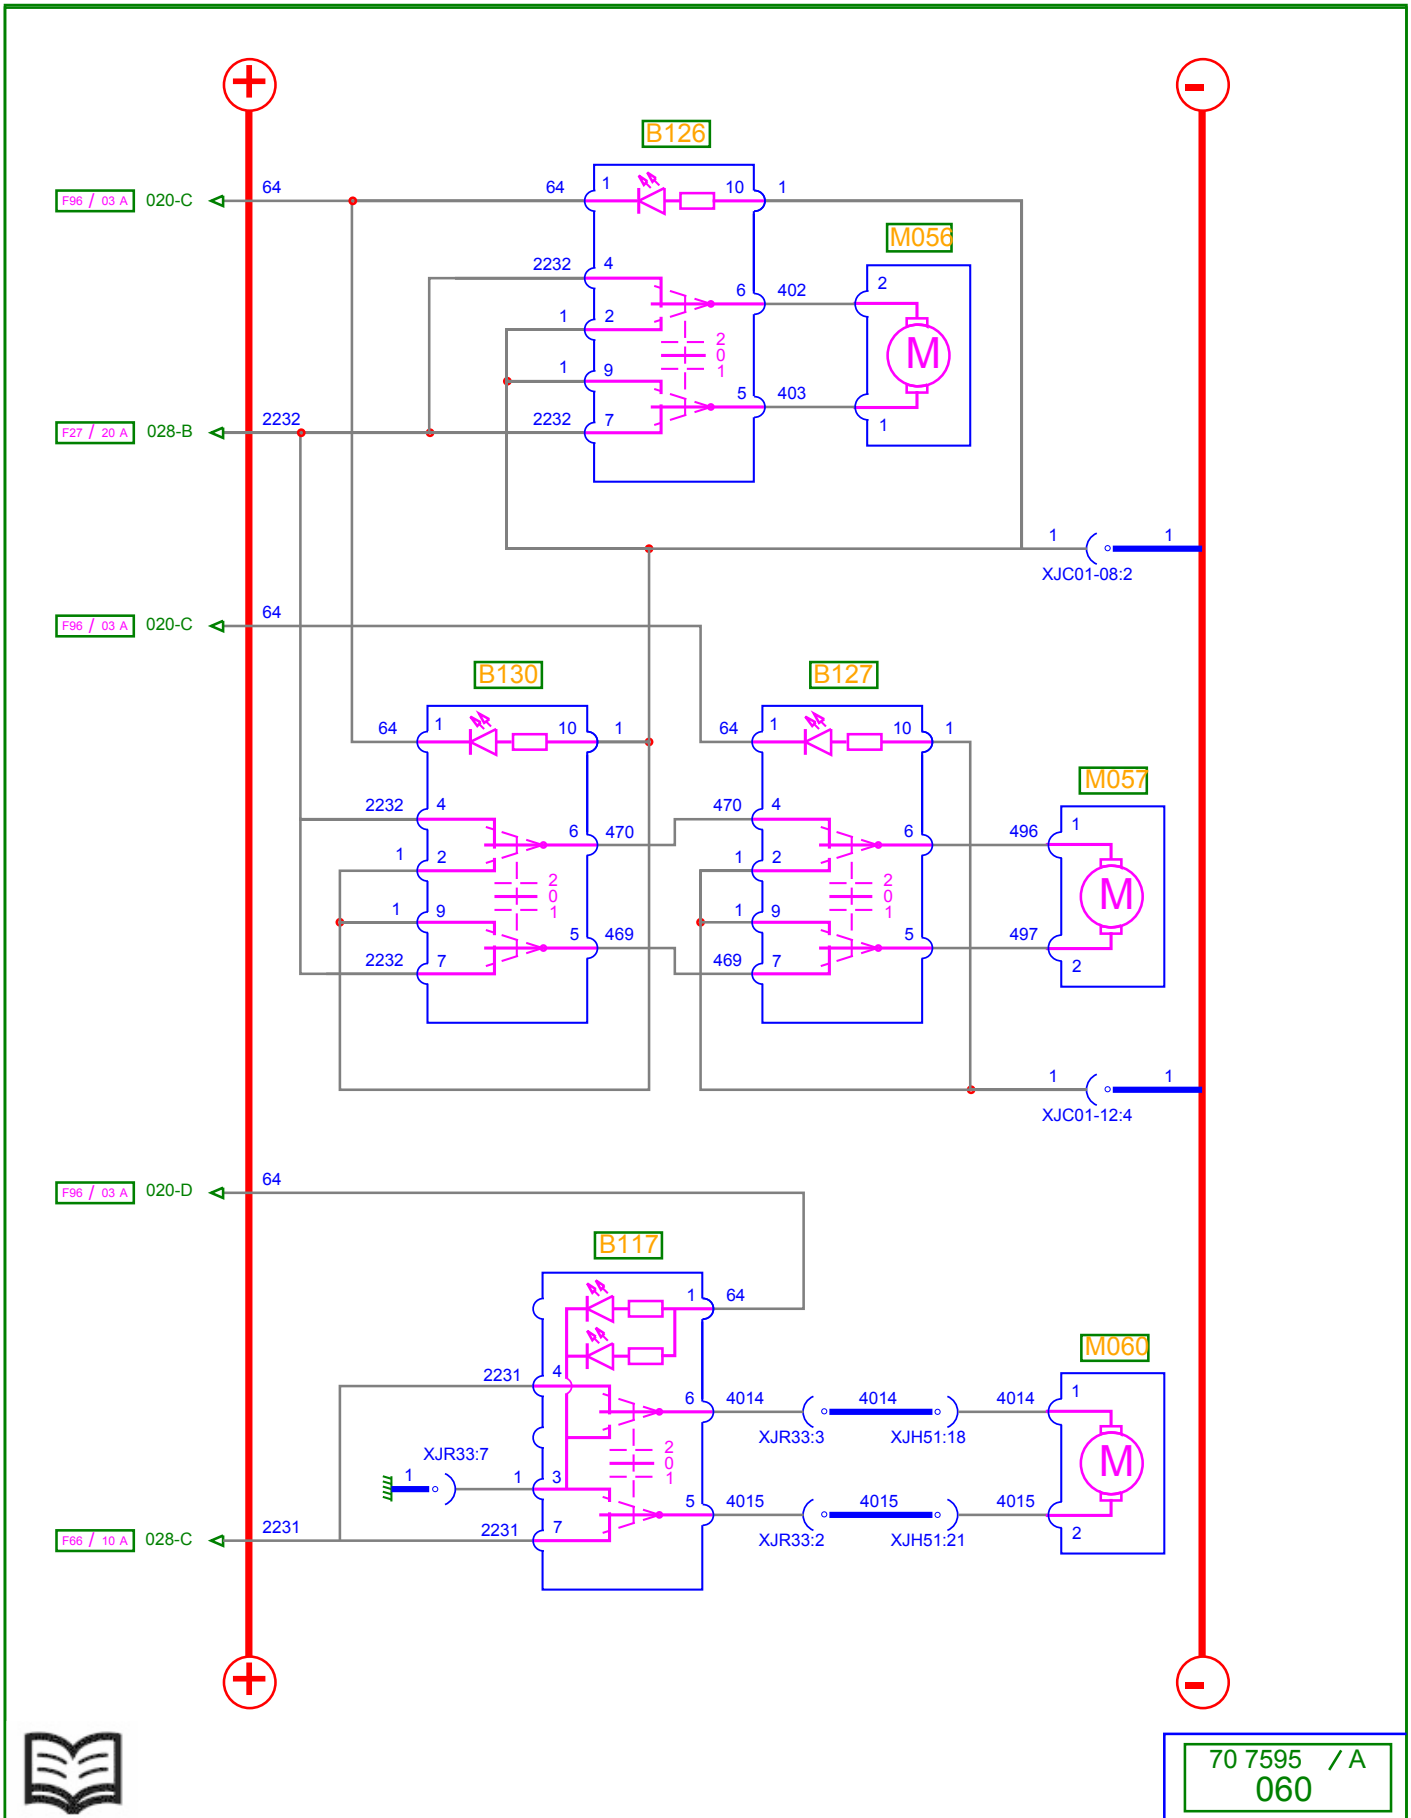 + -
B126
F96 / 03 A 020-C 64 64 1 10 1
M056
2232 4 6 402 2
1 2
2
0
1
M
1 9 5 403
F27 / 20 A 028-B 2232 2232 7 1
1 1
XJC01-08:2
F96 / 03 A 020-C 64
B130 B127
64 1 10 1 64 1 10 1
M057
2232 4 6 470 470 4 6 496 1
1 2 1 2
2 2
0 0
1 1
M
1 9 5 469 1 9 5 497
2232 7 469 7 2
1 1
XJC01-12:4
F96 / 03 A 020-D 64
B117
1 64
M060
2231 4 6 4014 4014 4014 1
XJR33:3 XJH51:18
XJR33:7
2
0
1
M
1 1 3 5 4015 4015 4015
F66 / 10 A 028-C 2231 2231 7 XJR33:2 XJH51:21 2
+ -
70 7595 / A
060